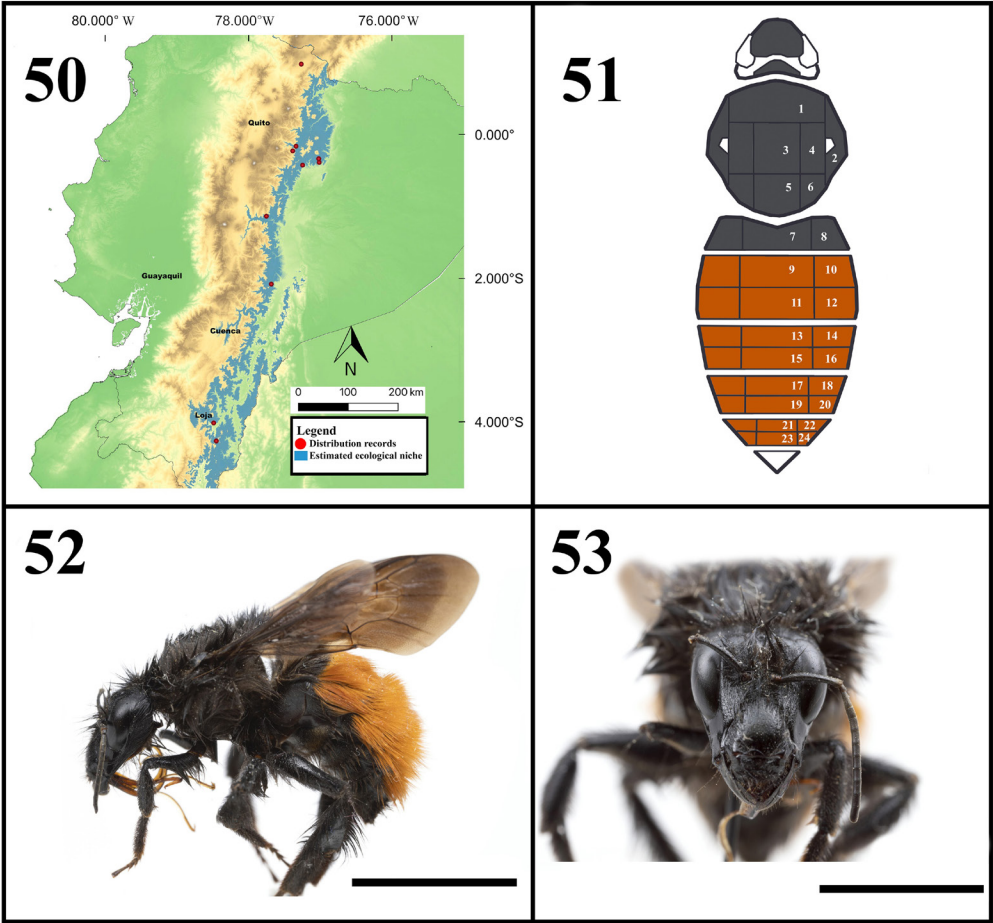 80.000° W 78.000° W 76.000° W
50
Quito
0.000°
Guayaquil
2.000°S
Cuenca
N
0 100 200 km
Loja
4.000°S
Legend
Distribution records
Estimated ecological niche
51
1
3 4 2
5 6
7 8
9 10
11 12
13 14
15 16
17 18
19 20
21 22
23 24
52
53